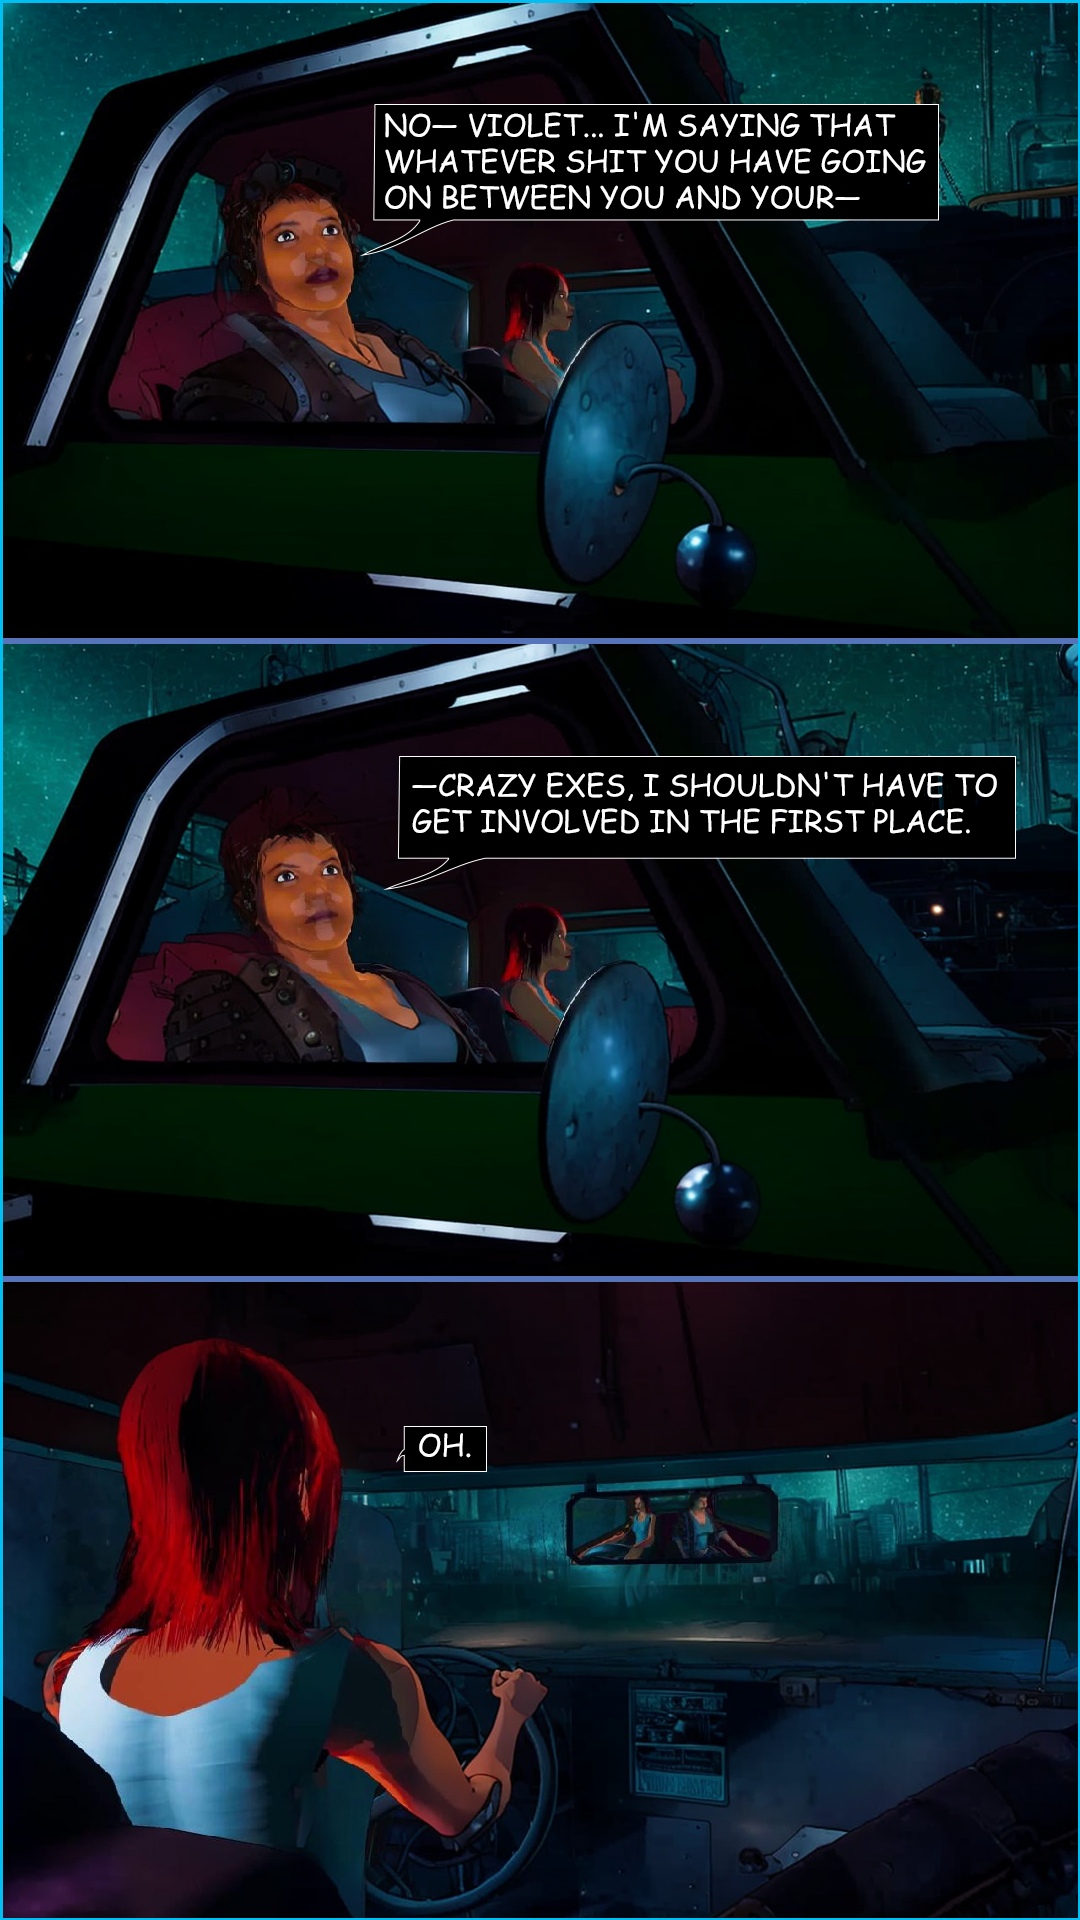 NO— VIOLET... I'M SAYING THAT
WHATEVER SHIT YOU HAVE GOING
ON BETWEEN YOU AND YOUR—
—CRAZY EXES, I SHOULDN'T HAVE TO
GET INVOLVED IN THE FIRST PLACE.
OH.